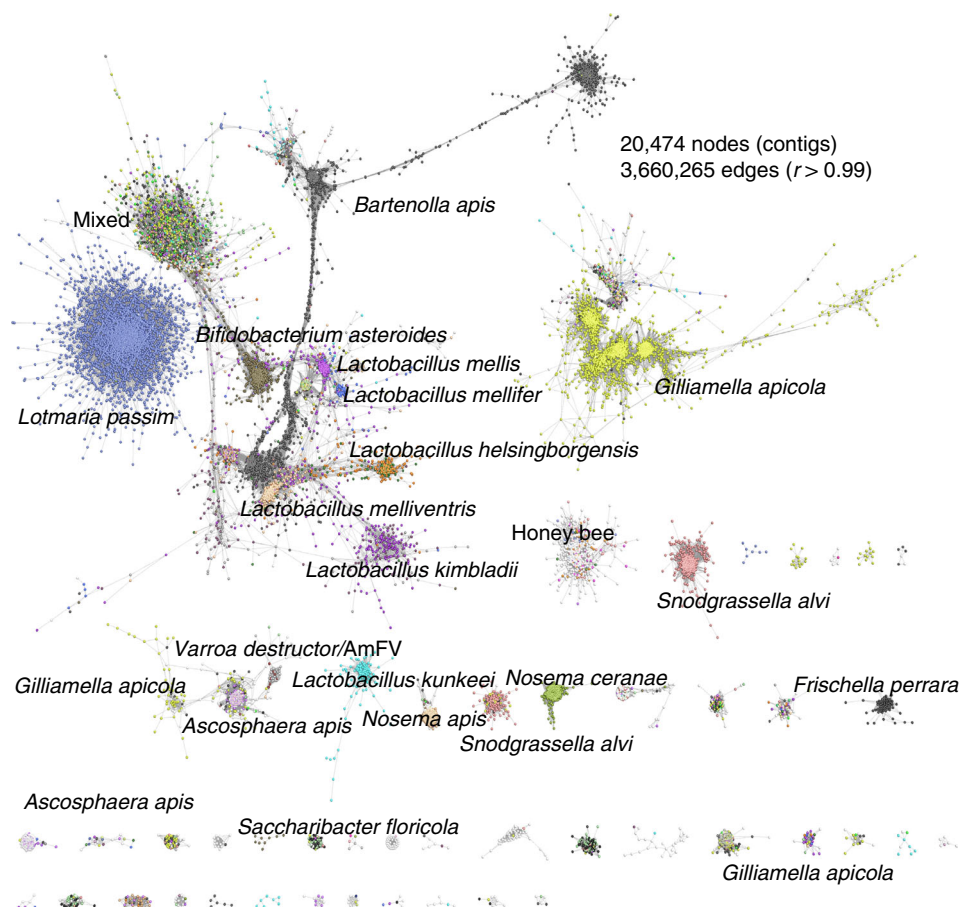 20,474 nodes (contigs)
3,660,265 edges (r > 0.99)
Bartenolla apis
Mixed
Bifidobacterium asteroides
Lactobacillus mellis
Lactobacillus mellifer
Gilliamella apicola
Lotmaria passim
Lactobacillus helsingborgensis
Lactobacillus melliventris
Honey bee
Lactobacillus kimbladii
Snodgrassella alvi
Varroa destructor/AmFV
Gilliamella apicola
Lactobacillus kunkeei
Nosema ceranae
Frischella perrara
Ascosphaera apis
Nosema apis
Snodgrassella alvi
Ascosphaera apis
Saccharibacter floricola
Gilliamella apicola